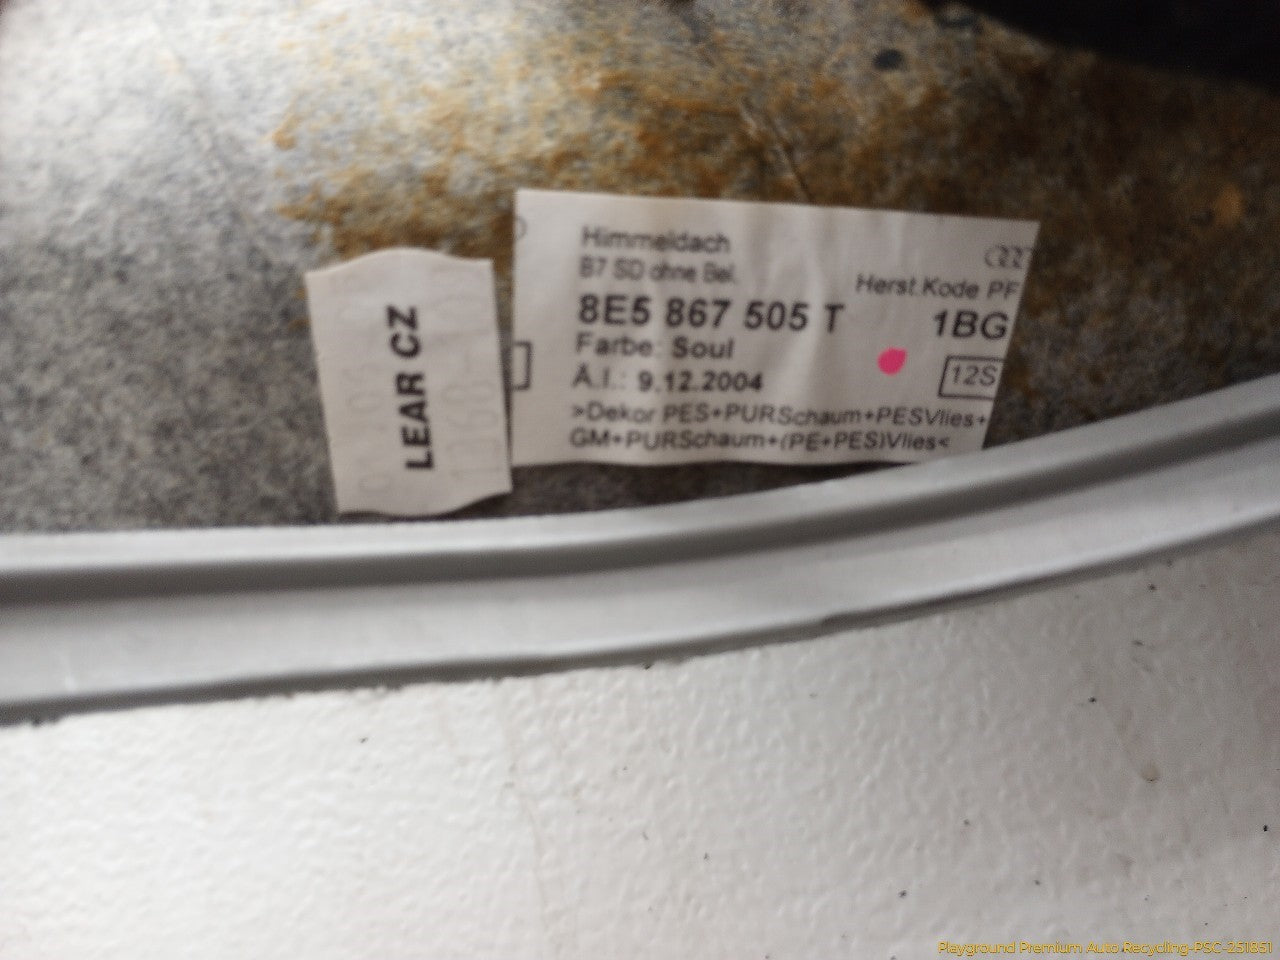 LEAR CZ
Himmeldach
B7 SD ohne Bel.
Herst.Kode PF
8E5 867 505 T
1BG
Farbe: Soul
12S
Ä.I.: 9.12.2004
>Dekor PES+PURSchaum+PESVlies+
GM+PURSchaum+(PE+PES)Vlies<
Playground Premium Auto Recycling-PSC-251851